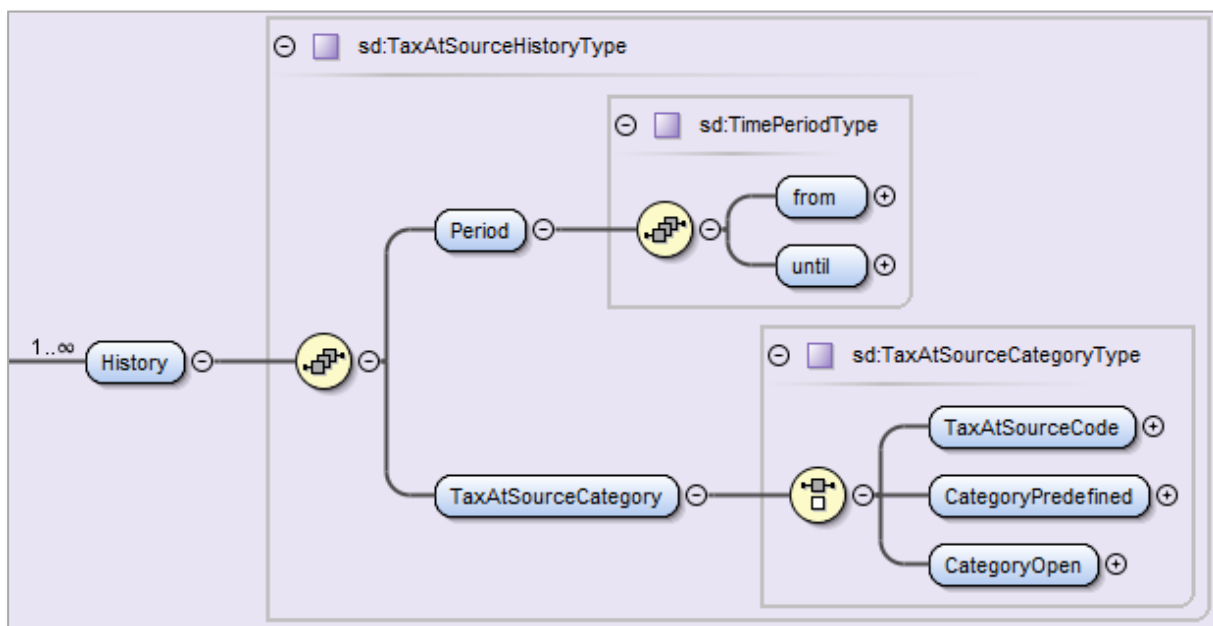 sd:TaxAtSourceHistoryType
sd:TimePeriodType
from
Period
until
1..∞
History
sd:TaxAtSourceCategoryType
TaxAtSourceCode
TaxAtSourceCategory
CategoryPredefined
CategoryOpen